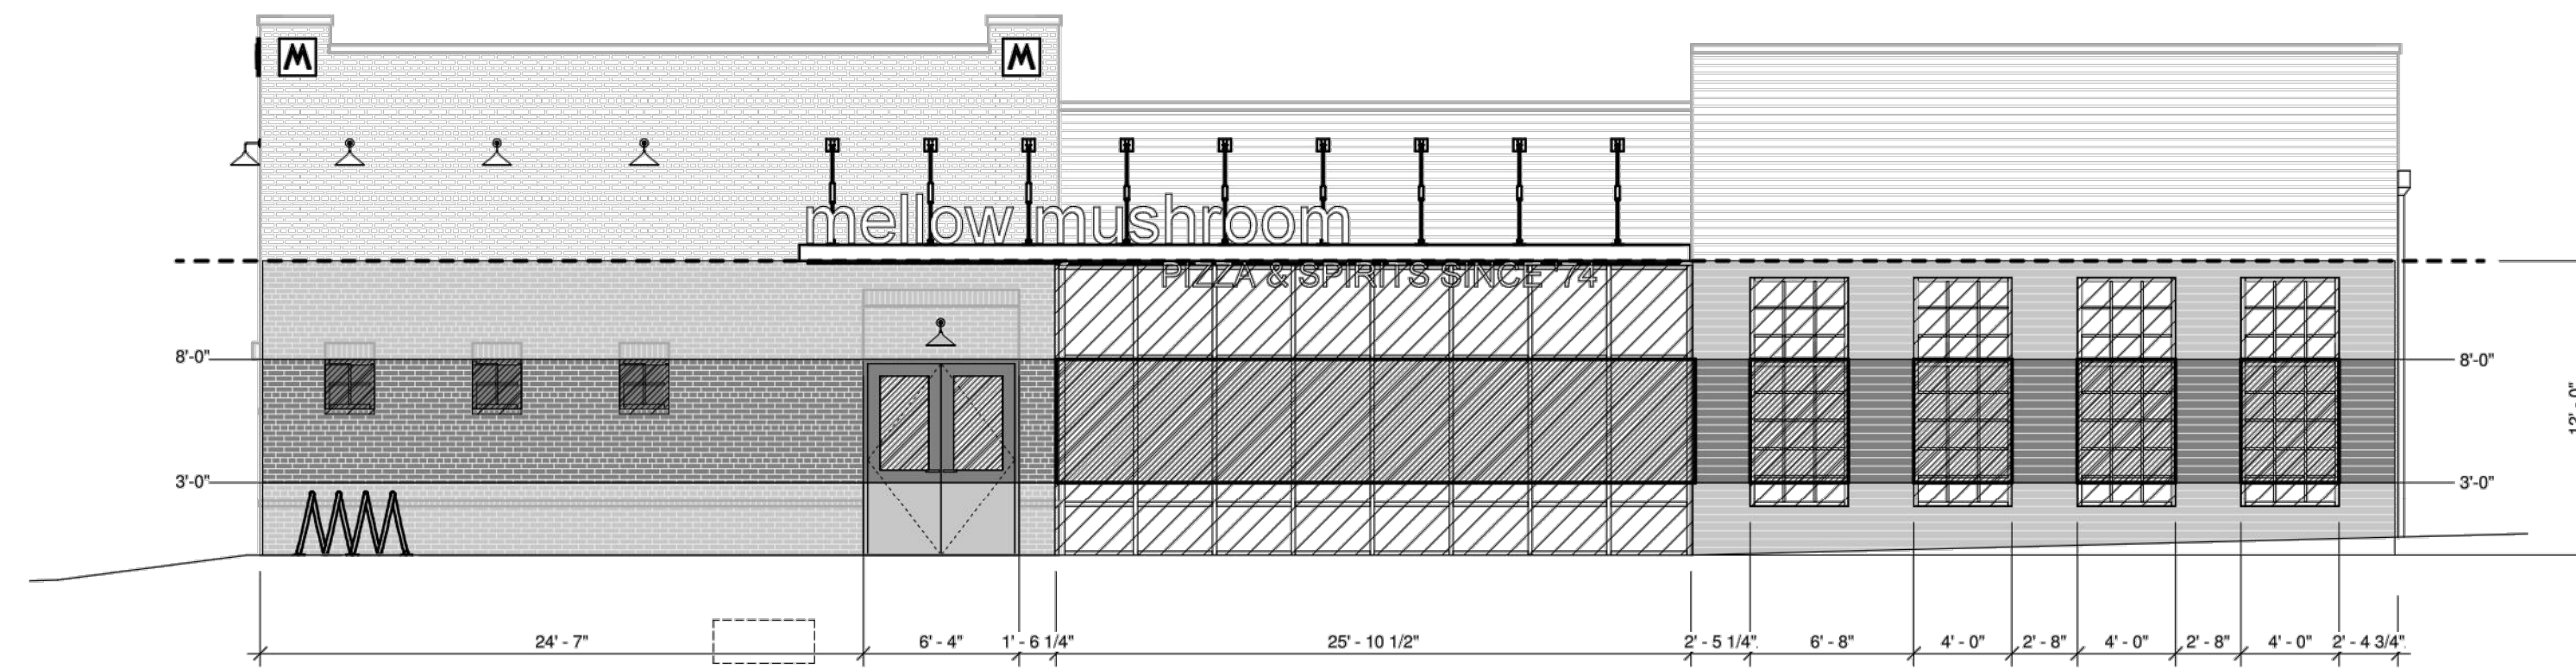 M
M
mellow mushroom
PIZZA & SPIRITS SINCE '74
8'-0"
8'-0"
3'-0"
3'-0"
12' - 0"
24' - 7"
6' - 4"
1' - 6 1/4"
25' - 10 1/2"
2' - 5 1/4"
6' - 8"
4' - 0"
2' - 8"
4' - 0"
2' - 8"
4' - 0"
2' - 4 3/4"